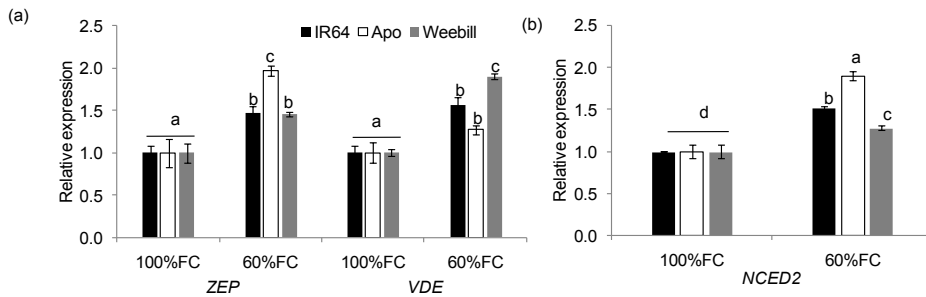 (a)
Relative expression
2.5
2.0
1.5
1.0
0.5
0.0
IR64 Apo Weebill
a
b c b
a
b b c
100%FC 60%FC 100%FC 60%FC
ZEP VDE
(b)
Relative expression
2.5
2.0
1.5
1.0
0.5
0.0
d
b a c
100%FC 60%FC
NCED2